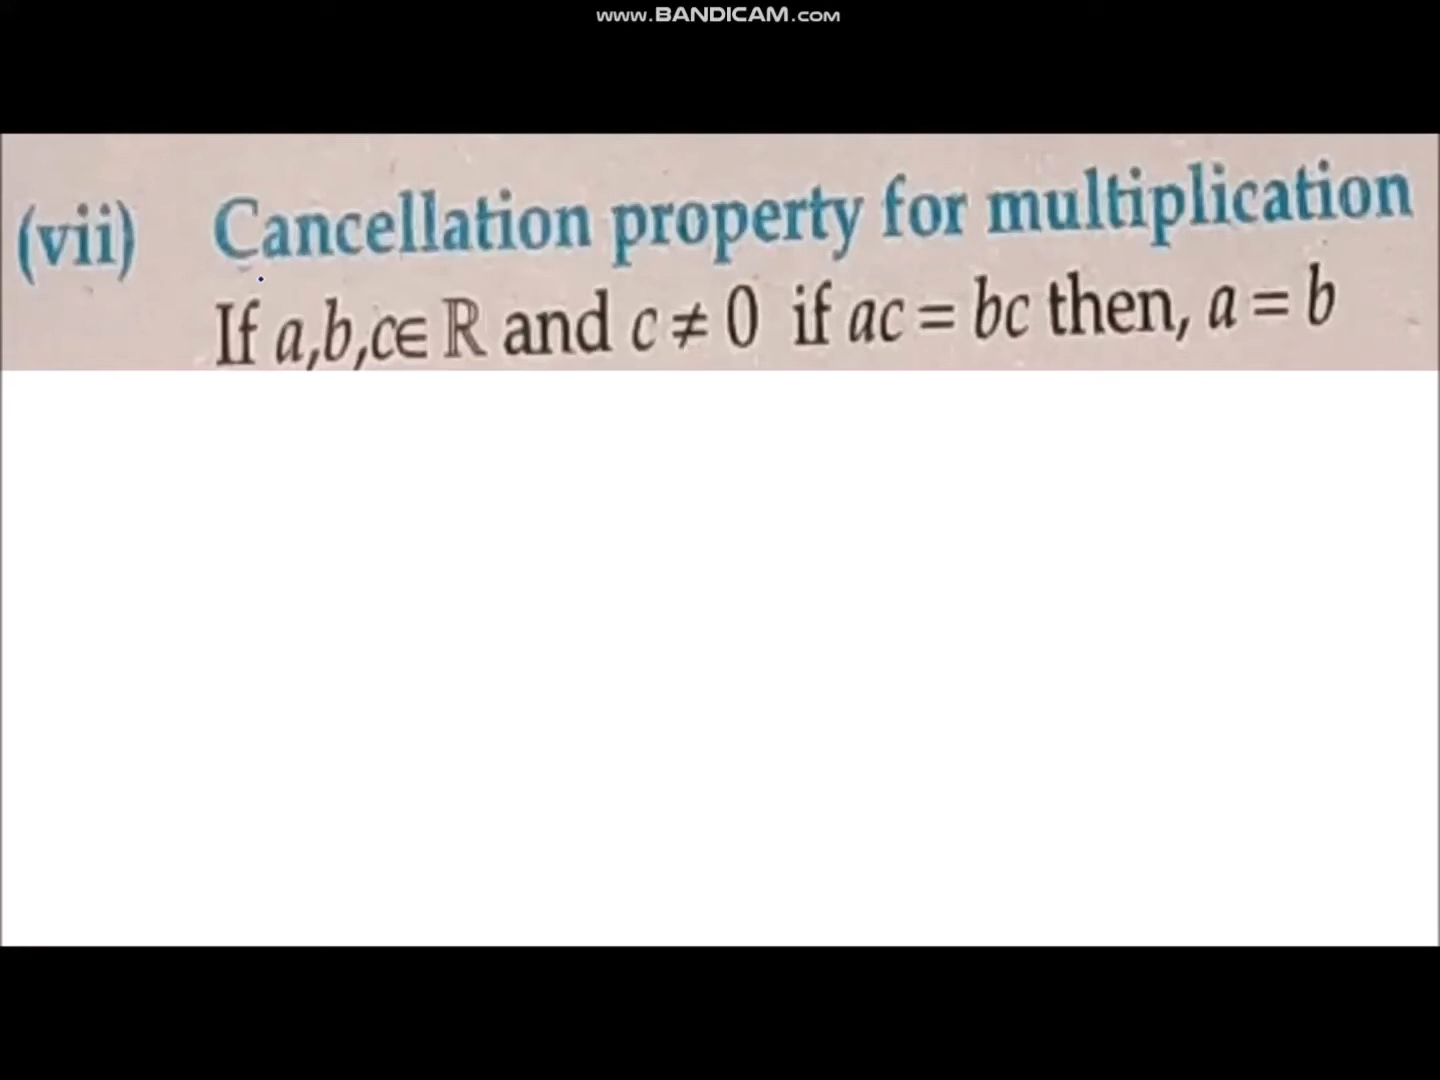 www.BANDICAM.com
(vii) Cancellation property for multiplication
If a,b,c∈ ℝ and c ≠ 0 if ac = bc then, a = b